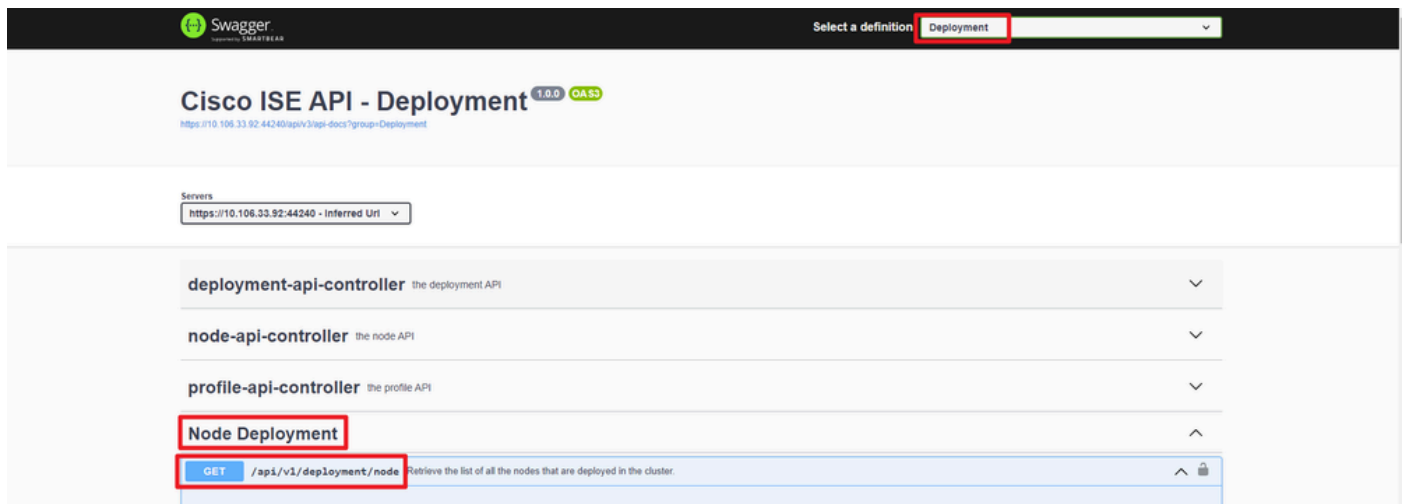 Swagger.
Supported by SMARTBEAR
Select a definition
Deployment
Cisco ISE API - Deployment 1.0.0 OAS3
https://10.106.33.92:44240/api/v3/api-docs?group=Deployment
Servers
https://10.106.33.92:44240 - Inferred Url
deployment-api-controller the deployment API
node-api-controller the node API
profile-api-controller the profile API
Node Deployment
GET /api/v1/deployment/node Retrieve the list of all the nodes that are deployed in the cluster.